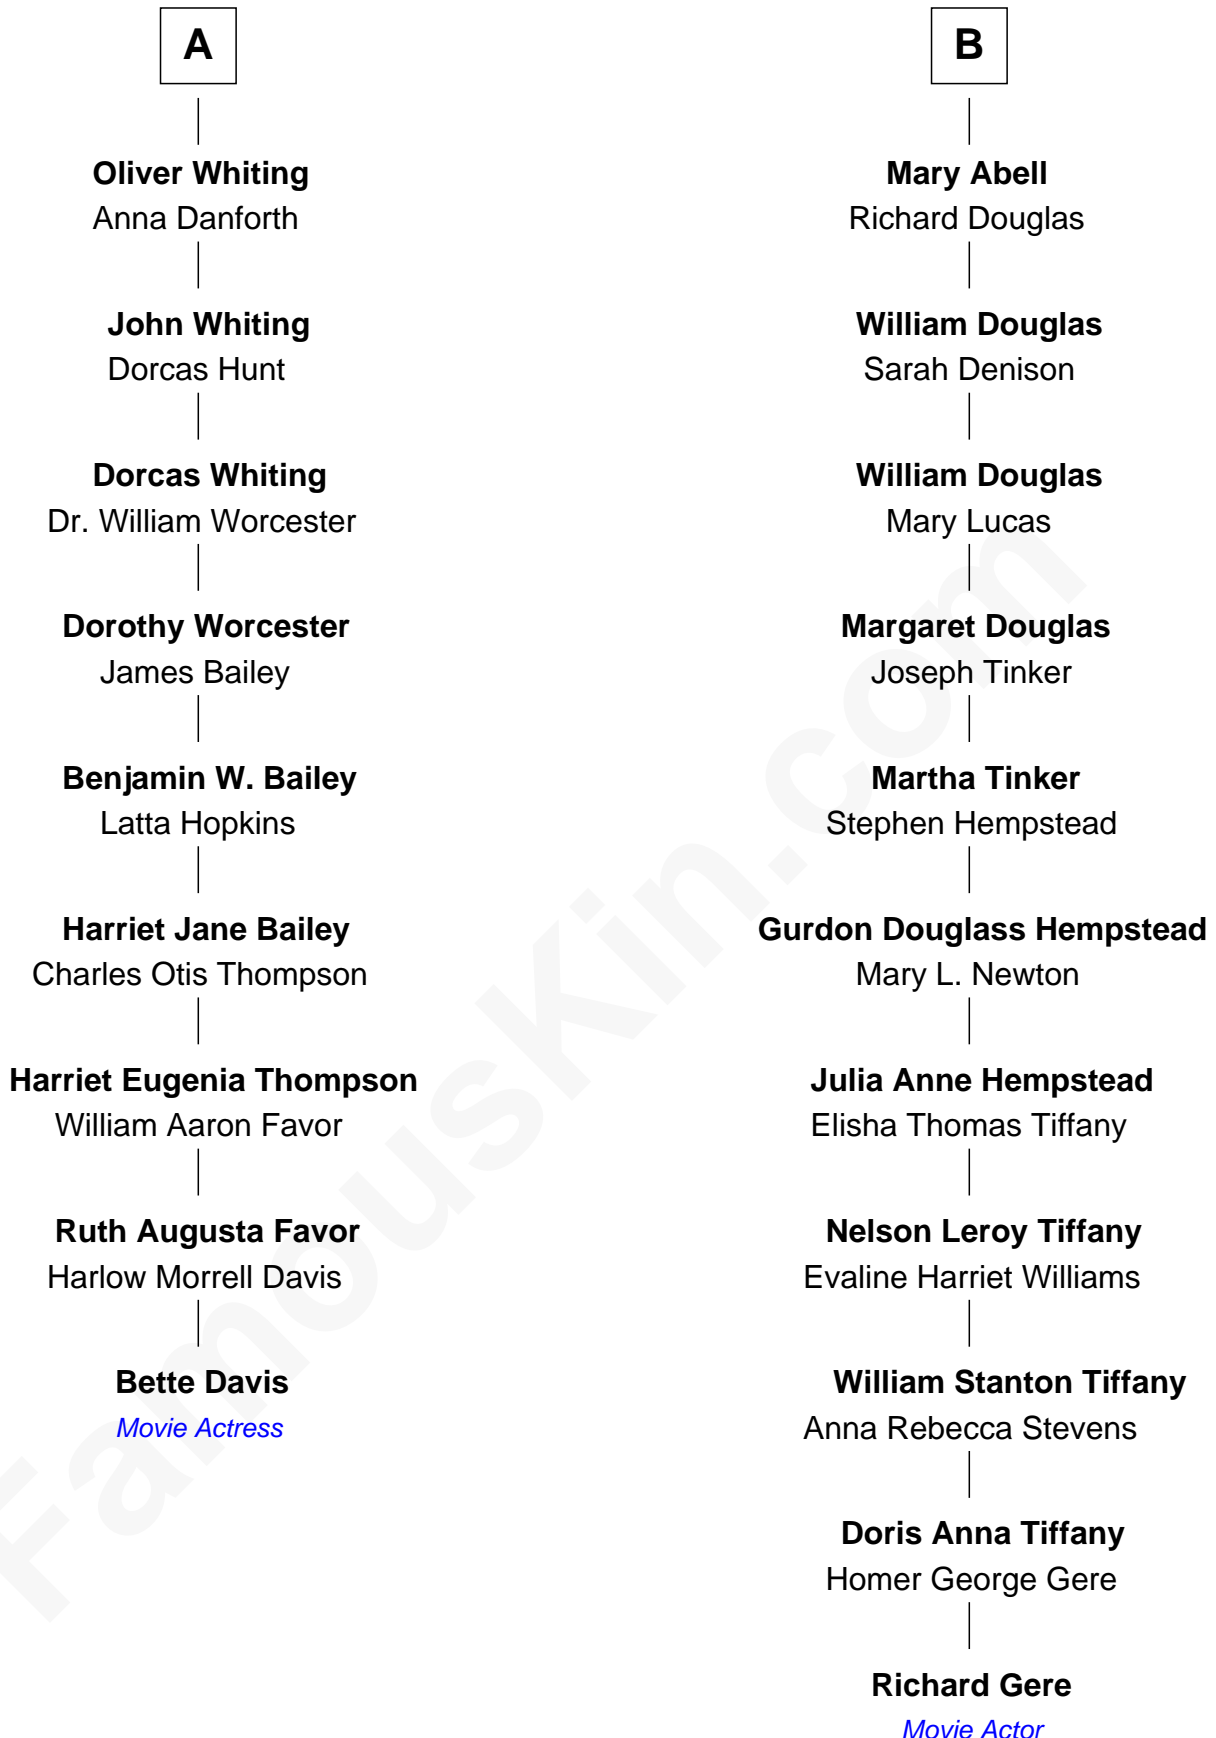 A
Oliver Whiting
Anna Danforth
John Whiting
Dorcas Hunt
Dorcas Whiting
Dr. William Worcester
Dorothy Worcester
James Bailey
Benjamin W. Bailey
Latta Hopkins
Harriet Jane Bailey
Charles Otis Thompson
Harriet Eugenia Thompson
William Aaron Favor
Ruth Augusta Favor
Harlow Morrell Davis
Bette Davis
Movie Actress
B
Mary Abell
Richard Douglas
William Douglas
Sarah Denison
William Douglas
Mary Lucas
Margaret Douglas
Joseph Tinker
Martha Tinker
Stephen Hempstead
Gurdon Douglass Hempstead
Mary L. Newton
Julia Anne Hempstead
Elisha Thomas Tiffany
Nelson Leroy Tiffany
Evaline Harriet Williams
William Stanton Tiffany
Anna Rebecca Stevens
Doris Anna Tiffany
Homer George Gere
Richard Gere
Movie Actor
FamousKin.com